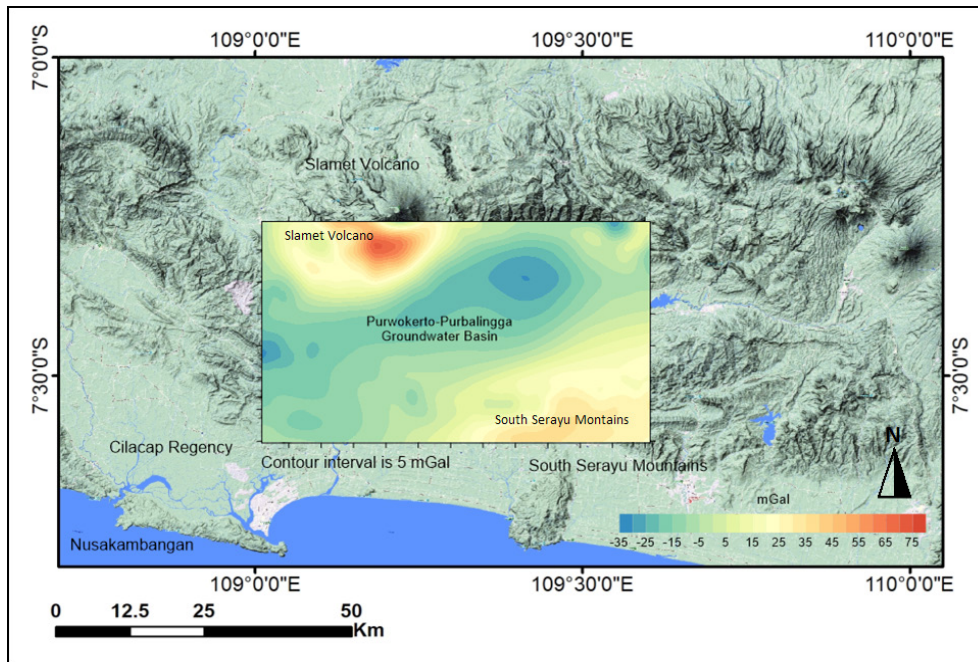 109°0'0"E 109°30'0"E 110°0'0"E
7°0'0"S
Slamet Volcano
Slamet Volcano
Purwokerto-Purbalingga
Groundwater Basin
7°30'0"S 7°30'0"S
South Serayu Montains
Cilacap Regency
Contour interval is 5 mGal
South Serayu Mountains
N
mGal
-35 -25 -15 -5 5 15 25 35 45 55 65 75
Nusakambangan
109°0'0"E 109°30'0"E 110°0'0"E
0 12.5 25 50
Km